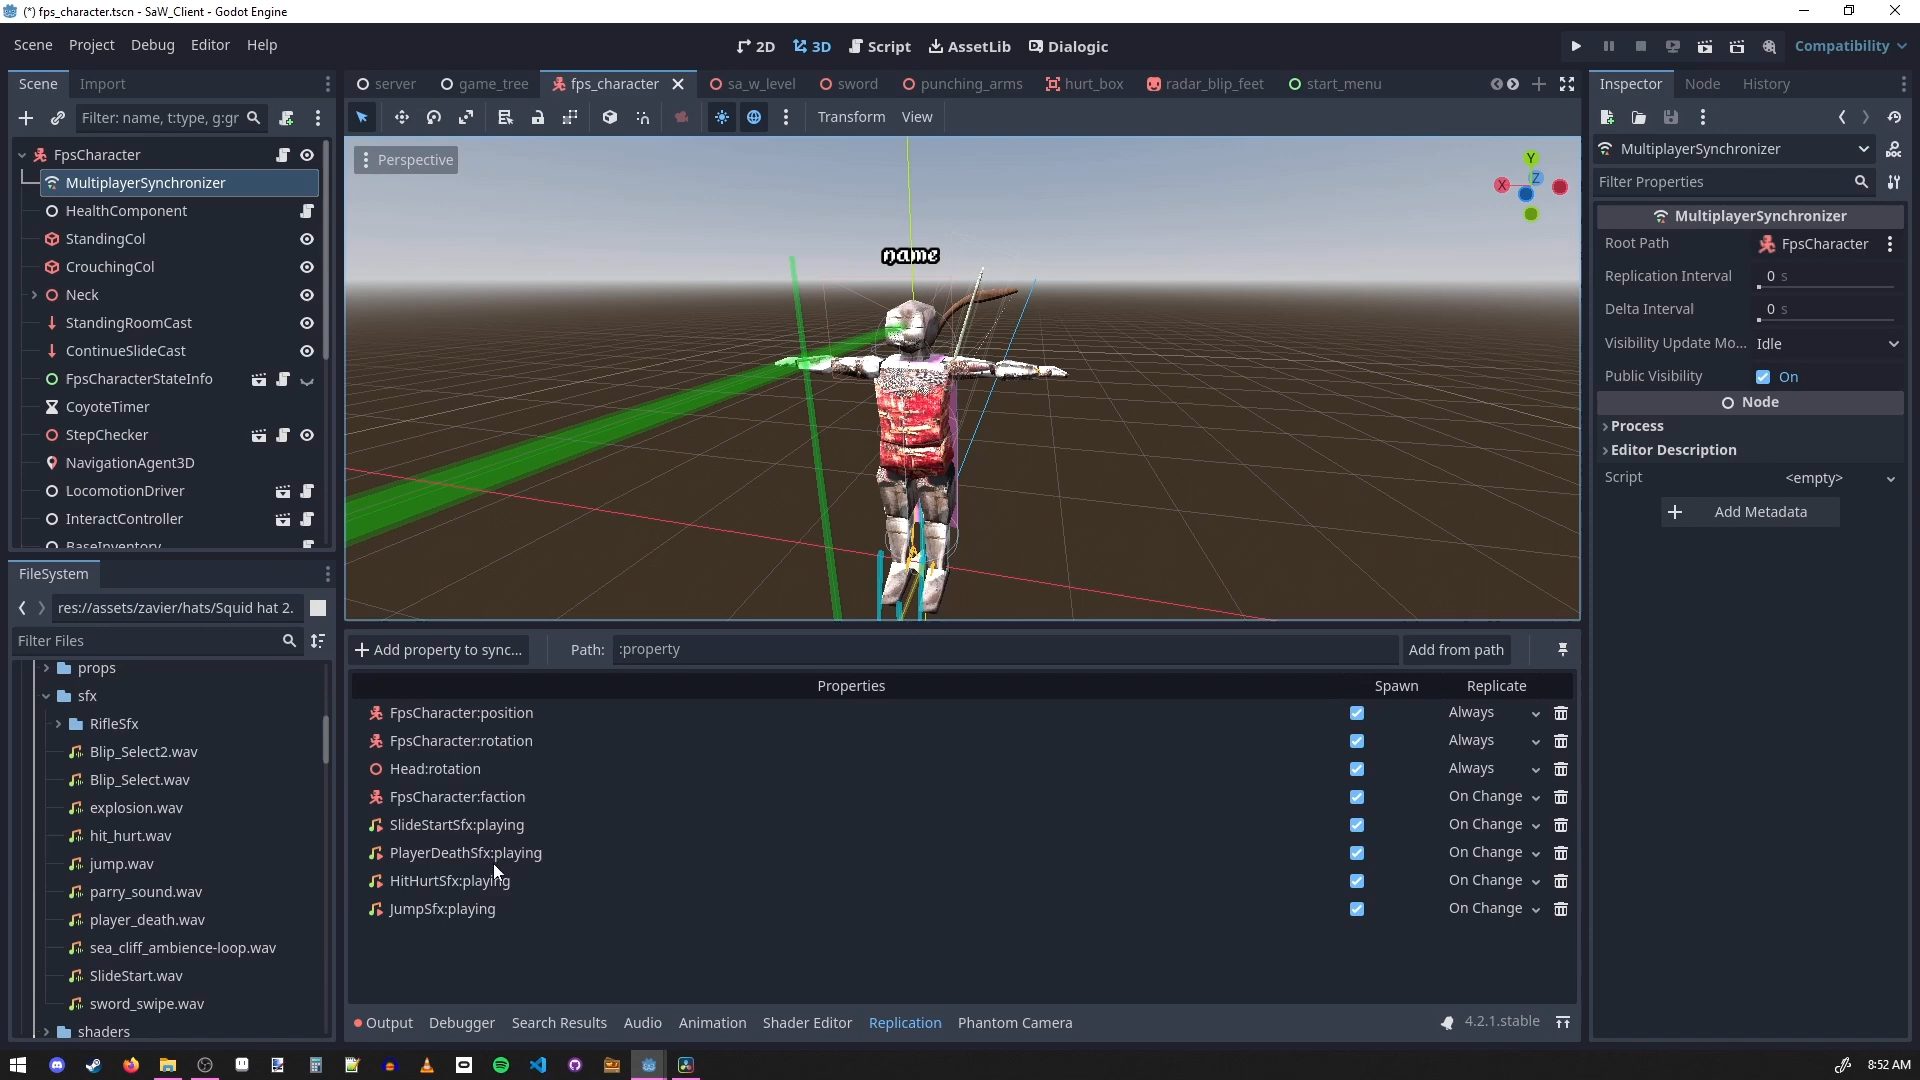 (*) fps_character.tscn - SaW_Client - Godot Engine
Scene Project Debug Editor Help
2D 3D Script AssetLib Dialogic
Compatibility
Scene Import
server game_tree fps_character sa_w_level sword punching_arms hurt_box radar_blip_feet start_menu
Inspector Node History
Filter: name, t:type, g:gr
Transform View
FpsCharacter
MultiplayerSynchronizer
HealthComponent
StandingCol
CrouchingCol
Neck
StandingRoomCast
ContinueSlideCast
FpsCharacterStateInfo
CoyoteTimer
StepChecker
NavigationAgent3D
LocomotionDriver
InteractController
BaseInventory
Perspective
name
Y
X
Z
MultiplayerSynchronizer
Filter Properties
MultiplayerSynchronizer
Root Path FpsCharacter
Replication Interval 0 s
Delta Interval 0 s
Visibility Update Mo... Idle
Public Visibility On
Node
Process
Editor Description
Script <empty>
Add Metadata
FileSystem
res://assets/zavier/hats/Squid hat 2.
Filter Files
props
sfx
RifleSfx
Blip_Select2.wav
Blip_Select.wav
explosion.wav
hit_hurt.wav
jump.wav
parry_sound.wav
player_death.wav
sea_cliff_ambience-loop.wav
SlideStart.wav
sword_swipe.wav
shaders
Add property to sync... Path: :property Add from path
Properties Spawn Replicate
FpsCharacter:position Always
FpsCharacter:rotation Always
Head:rotation Always
FpsCharacter:faction On Change
SlideStartSfx:playing On Change
PlayerDeathSfx:playing On Change
HitHurtSfx:playing On Change
JumpSfx:playing On Change
Output Debugger Search Results Audio Animation Shader Editor Replication Phantom Camera
4.2.1.stable
8:52 AM